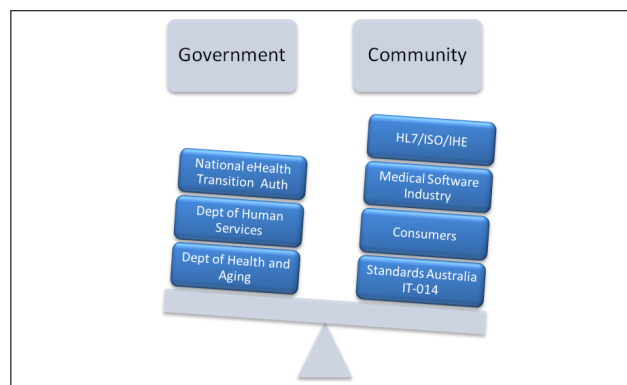 Government
Community
National eHealth
Transition Auth
Dept of Human
Services
Dept of Health and
Aging
HL7/ISO/IHE
Medical Software
Industry
Consumers
Standards Australia
IT-014